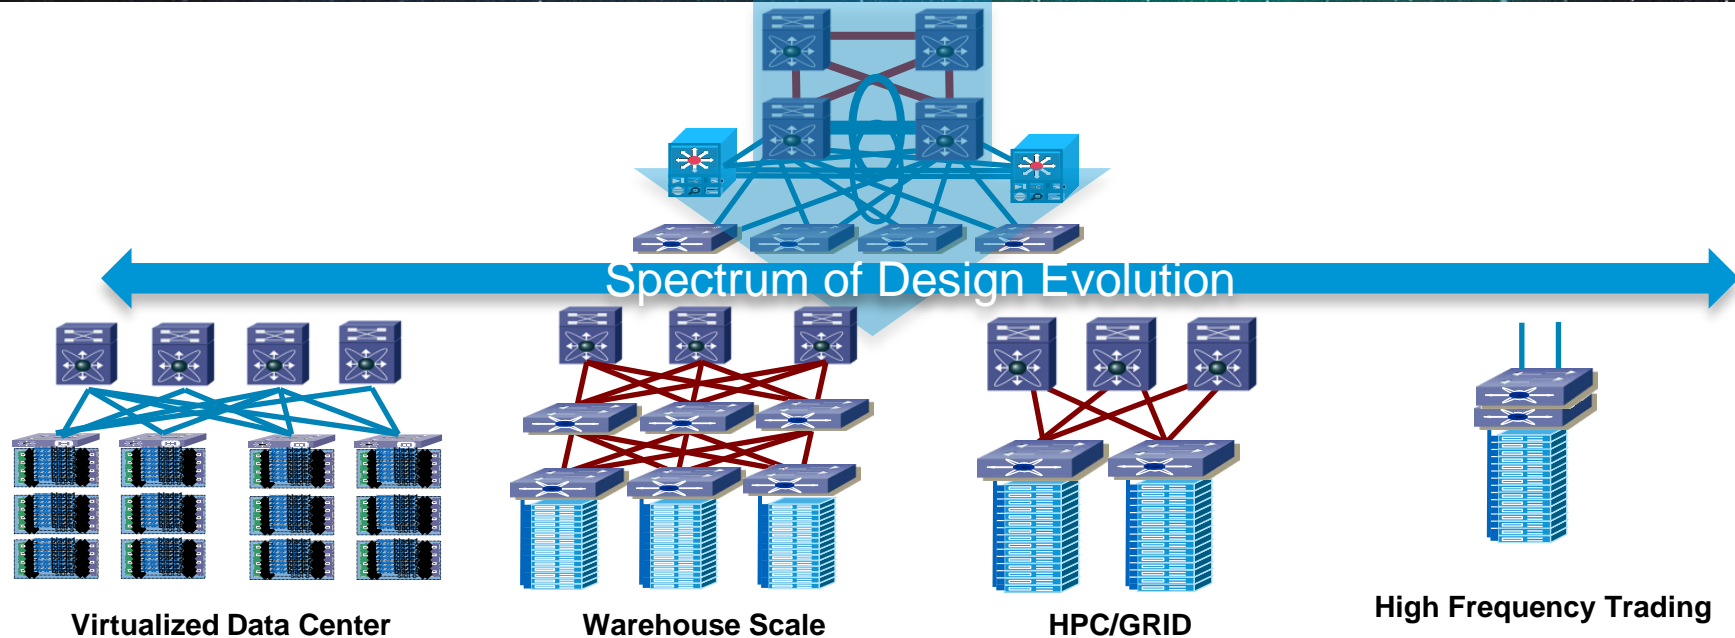 Spectrum of Design Evolution
Virtualized Data Center
Warehouse Scale
HPC/GRID
High Frequency Trading